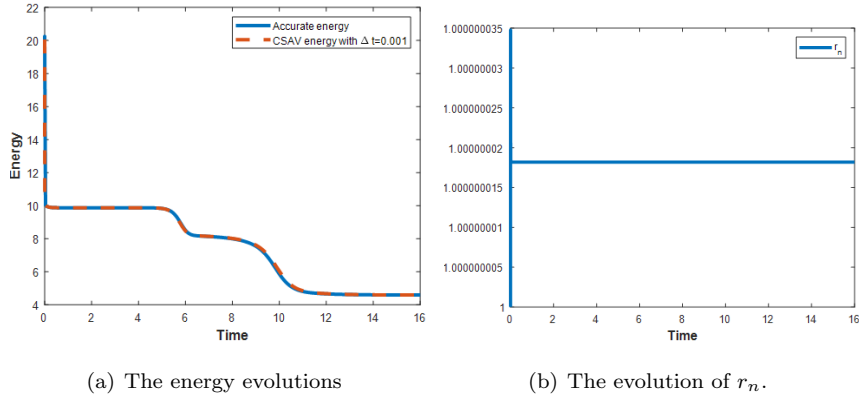 22
20
18
16
14
12
10
8
6
4
Energy
0 2 4 6 8 10 12 14 16
Time
Accurate energy
CSAV energy with Δ t=0.001
(a) The energy evolutions
1.000000035
1.00000003
1.000000025
1.00000002
1.000000015
1.00000001
1.000000005
1
0 2 4 6 8 10 12 14 16
Time
r_n
(b) The evolution of r_n.